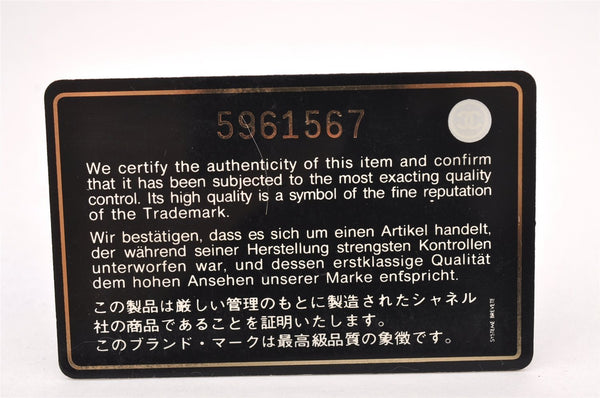 5961567
We certify the authenticity of this item and confirm
that it has been subjected to the most exacting quality
control. Its high quality is a symbol of the fine reputation
of the Trademark.
Wir bestätigen, dass es sich um einen Artikel handelt,
der während seiner Herstellung strengsten Kontrollen
unterworfen war, und dessen erstklassige Qualität
dem hohen Ansehen unserer Marke entspricht.
この製品は厳しい管理のもとに製造されたシャネル
社の商品であることを証明いたします。
このブランド・マークは最高級品質の象徴です。
SYSTEME BREVETE